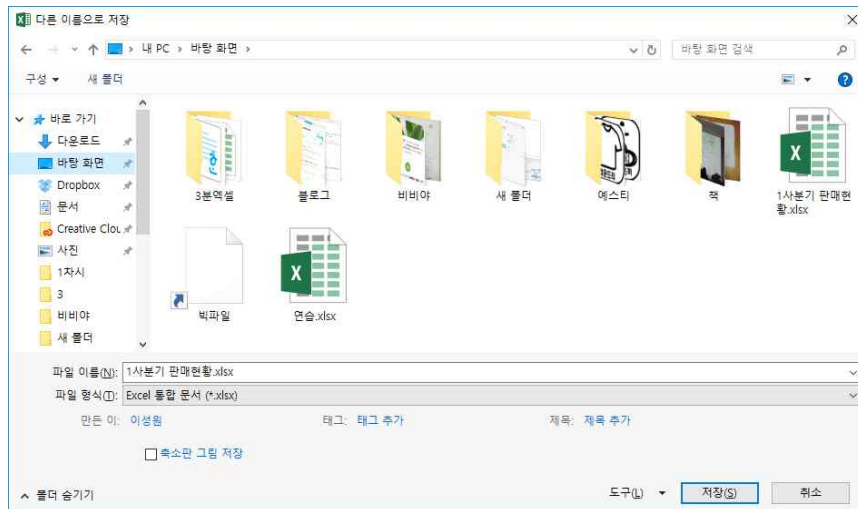 다른 이름으로 저장
내 PC > 바탕 화면 >
바탕 화면 검색
구성
새 폴더
바로 가기
다운로드
바탕 화면
Dropbox
문서
Creative Clou
사진
1차시
3
비비야
새 폴더
3분엑셀
블로그
비비야
새 폴더
예스티
책
1사분기 판매현
황.xlsx
빅파일
연습.xlsx
파일 이름(N): 1사분기 판매현황.xlsx
파일 형식(T): Excel 통합 문서 (*.xlsx)
만든 이: 이성원
태그: 태그 추가
제목: 제목 추가
축소판 그림 저장
폴더 숨기기
도구(L)
저장(S)
취소